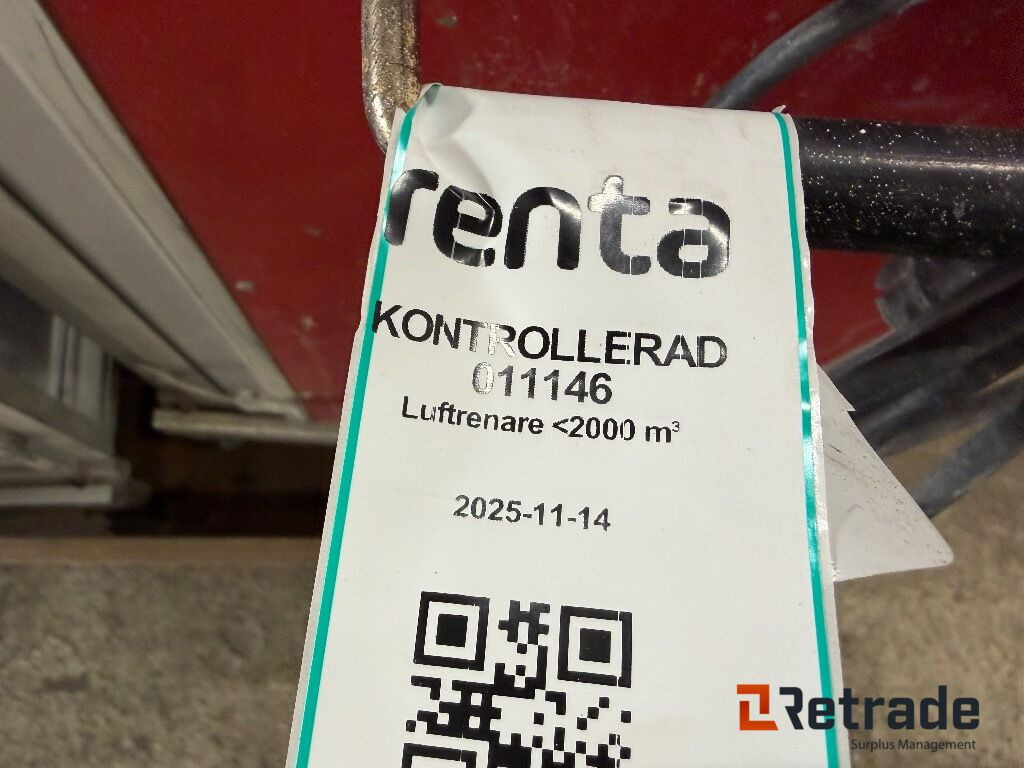 renta
KONTROLLERAD
011146
Luftrenare <2000 m³
2025-11-14
Retrade
Surplus Management